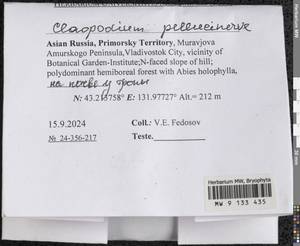 Claopodium pellucinerve
Asian Russia, Primorsky Territory, Muravjova
Amurskogo Peninsula,Vladivostok City, vicinity of
Botanical Garden-Institute;N-faced slope of hill;
polydominant hemiboreal forest with Abies holophylla,
на почве у тропы
N: 43.215758° E: 131.97727° Alt.= 212 m
15.9.2024 Coll.: V.E. Fedosov
№ 24-356-217 Teste.
Herbarium MW, Bryophyta
MW 9 133 435